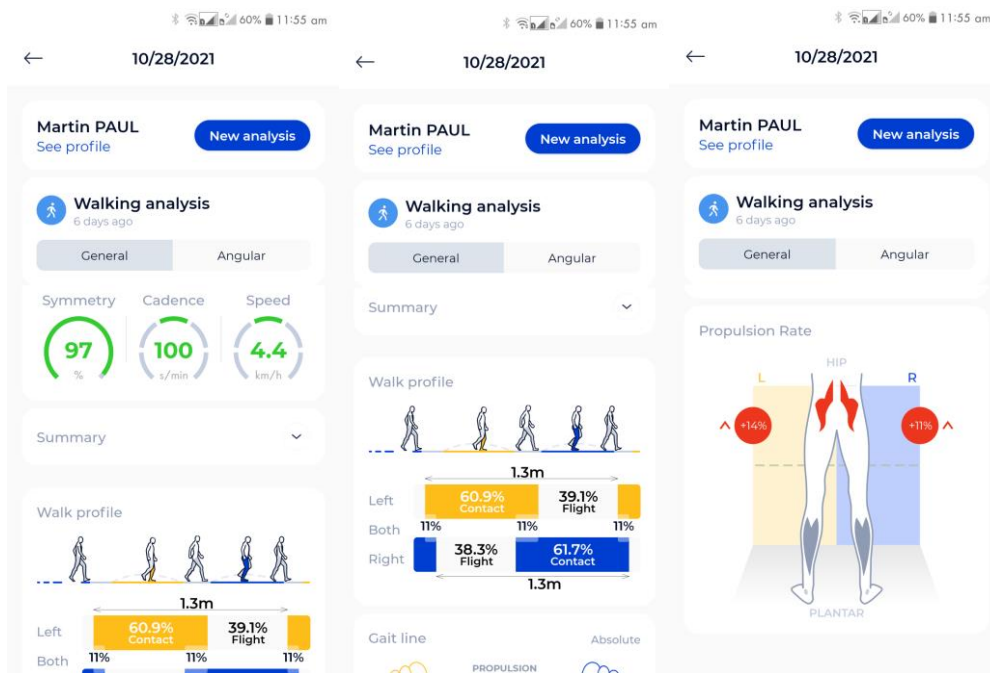 60% 11:55 am
10/28/2021
Martin PAUL
See profile
New analysis
Walking analysis
6 days ago
General Angular
Symmetry Cadence Speed
97 100 4.4
% s/min km/h
Summary
Walk profile
1.3m
Left 60.9% Contact 39.1% Flight
Both 11% 11% 11%
60% 11:55 am
10/28/2021
Martin PAUL
See profile
New analysis
Walking analysis
6 days ago
General Angular
Summary
Walk profile
1.3m
Left 60.9% Contact 39.1% Flight
Both 11% 11% 11%
Right 38.3% Flight 61.7% Contact
1.3m
Gait line Absolute
PROPULSION
60% 11:55 am
10/28/2021
Martin PAUL
See profile
New analysis
Walking analysis
6 days ago
General Angular
Propulsion Rate
HIP
L R
+14% +11%
PLANTAR